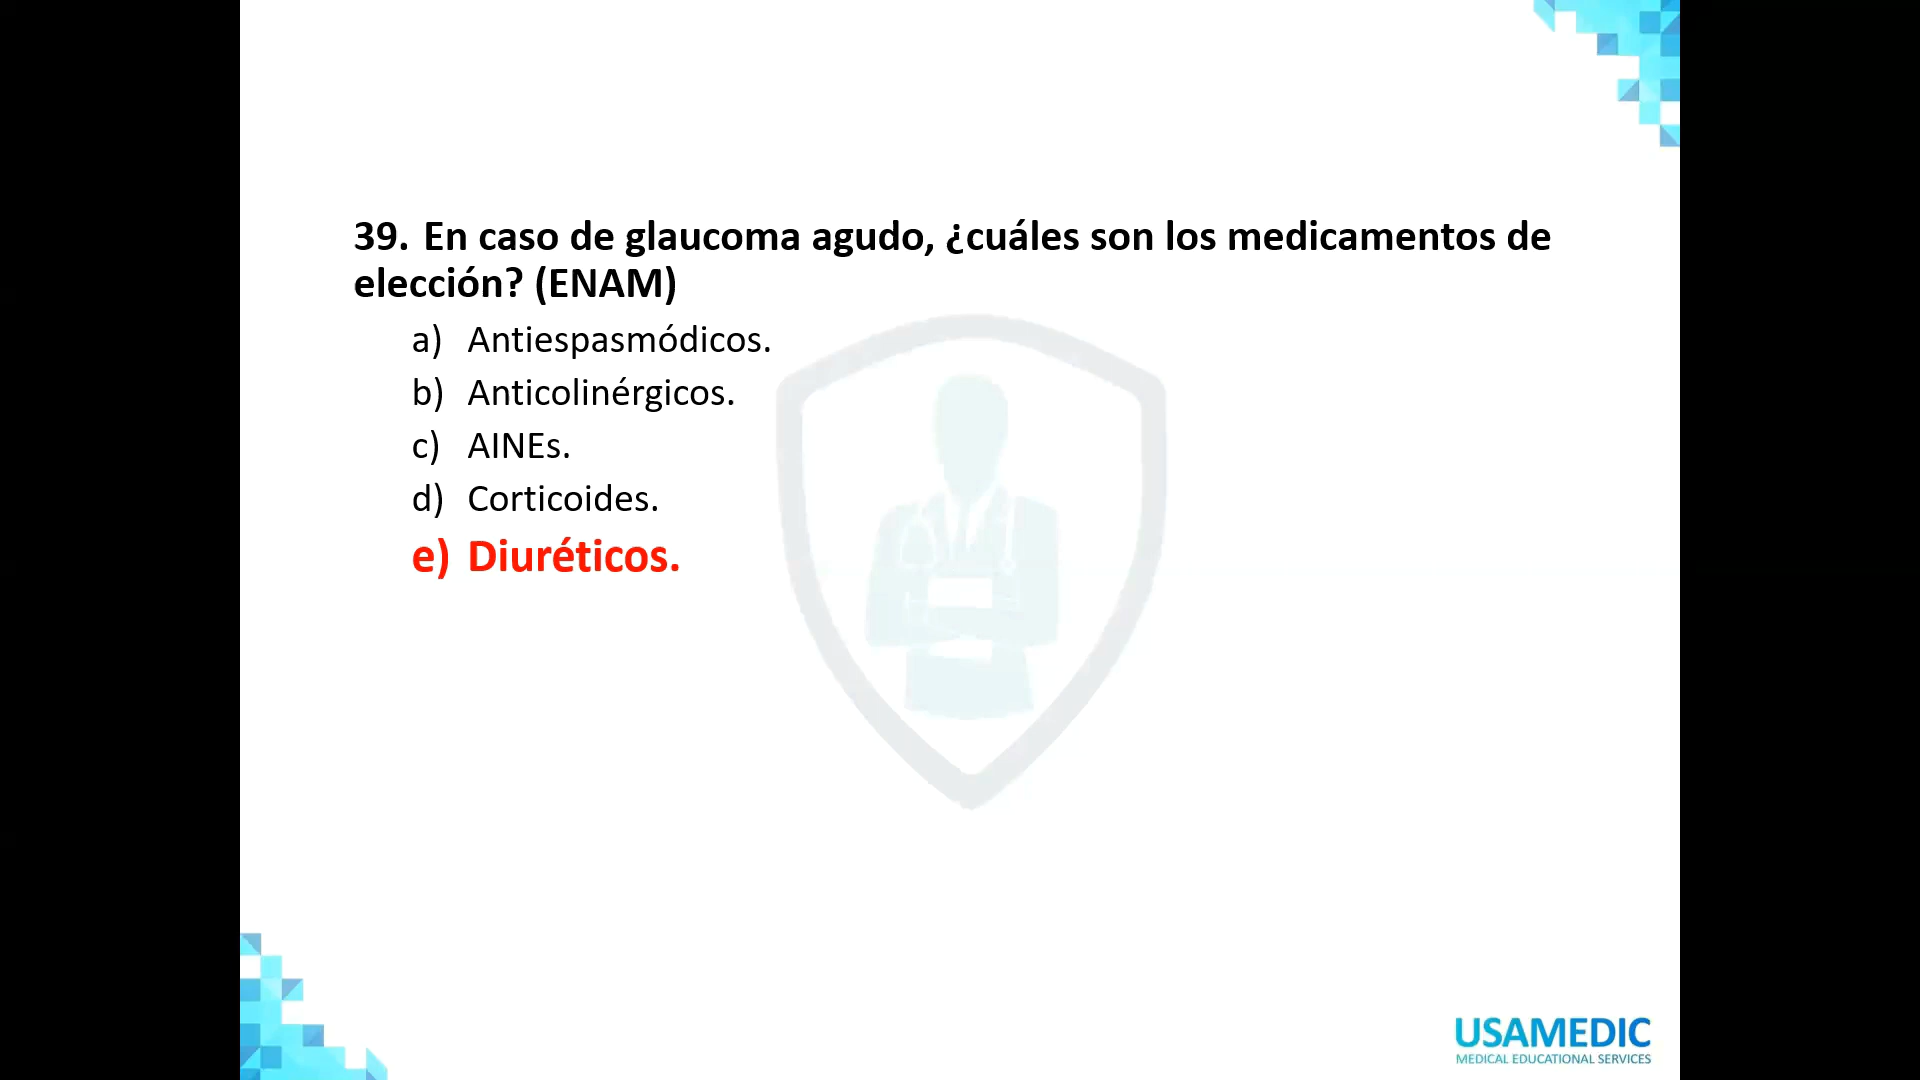 39. En caso de glaucoma agudo, ¿cuáles son los medicamentos de
elección? (ENAM)
a) Antiespasmódicos.
b) Anticolinérgicos.
c) AINEs.
d) Corticoides.
e) Diuréticos.
USAMEDIC
MEDICAL EDUCATIONAL SERVICES